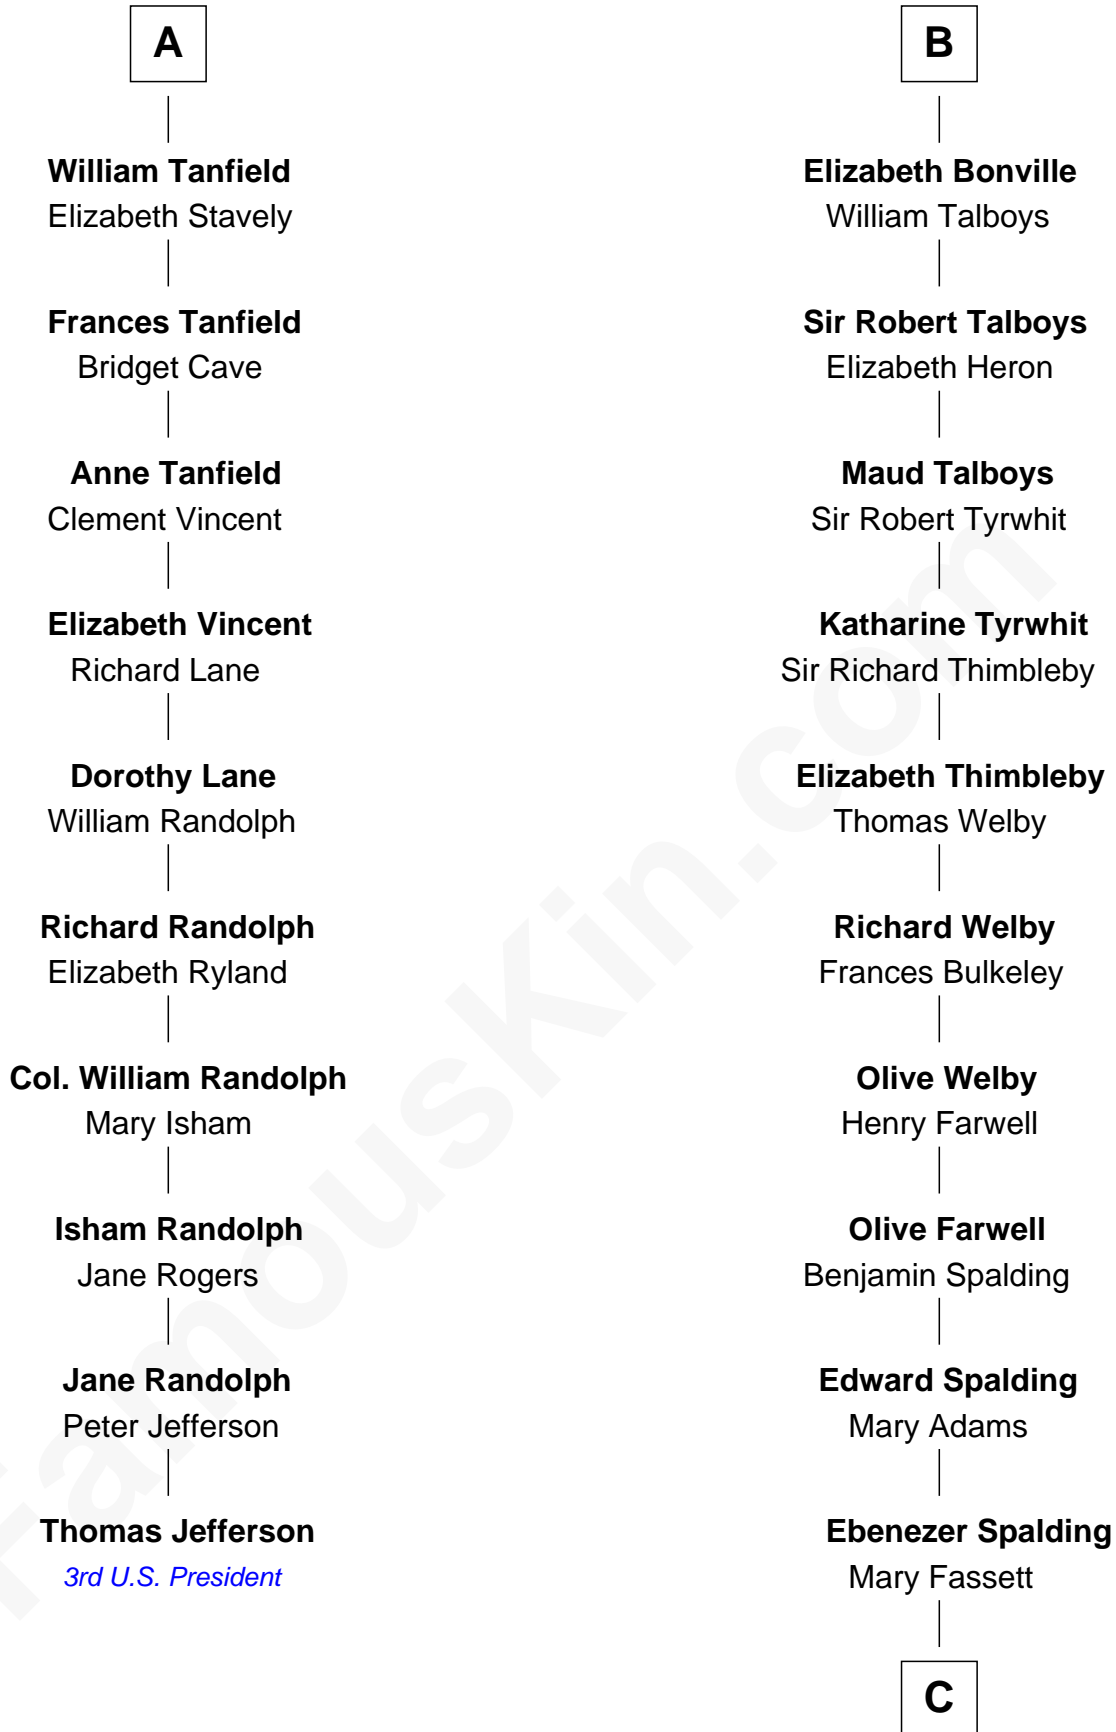 A
William Tanfield
Elizabeth Stavely
Frances Tanfield
Bridget Cave
Anne Tanfield
Clement Vincent
Elizabeth Vincent
Richard Lane
Dorothy Lane
William Randolph
Richard Randolph
Elizabeth Ryland
Col. William Randolph
Mary Isham
Isham Randolph
Jane Rogers
Jane Randolph
Peter Jefferson
Thomas Jefferson
3rd U.S. President
B
Elizabeth Bonville
William Talboys
Sir Robert Talboys
Elizabeth Heron
Maud Talboys
Sir Robert Tyrwhit
Katharine Tyrwhit
Sir Richard Thimbleby
Elizabeth Thimbleby
Thomas Welby
Richard Welby
Frances Bulkeley
Olive Welby
Henry Farwell
Olive Farwell
Benjamin Spalding
Edward Spalding
Mary Adams
Ebenezer Spalding
Mary Fassett
C
FamousKin.com